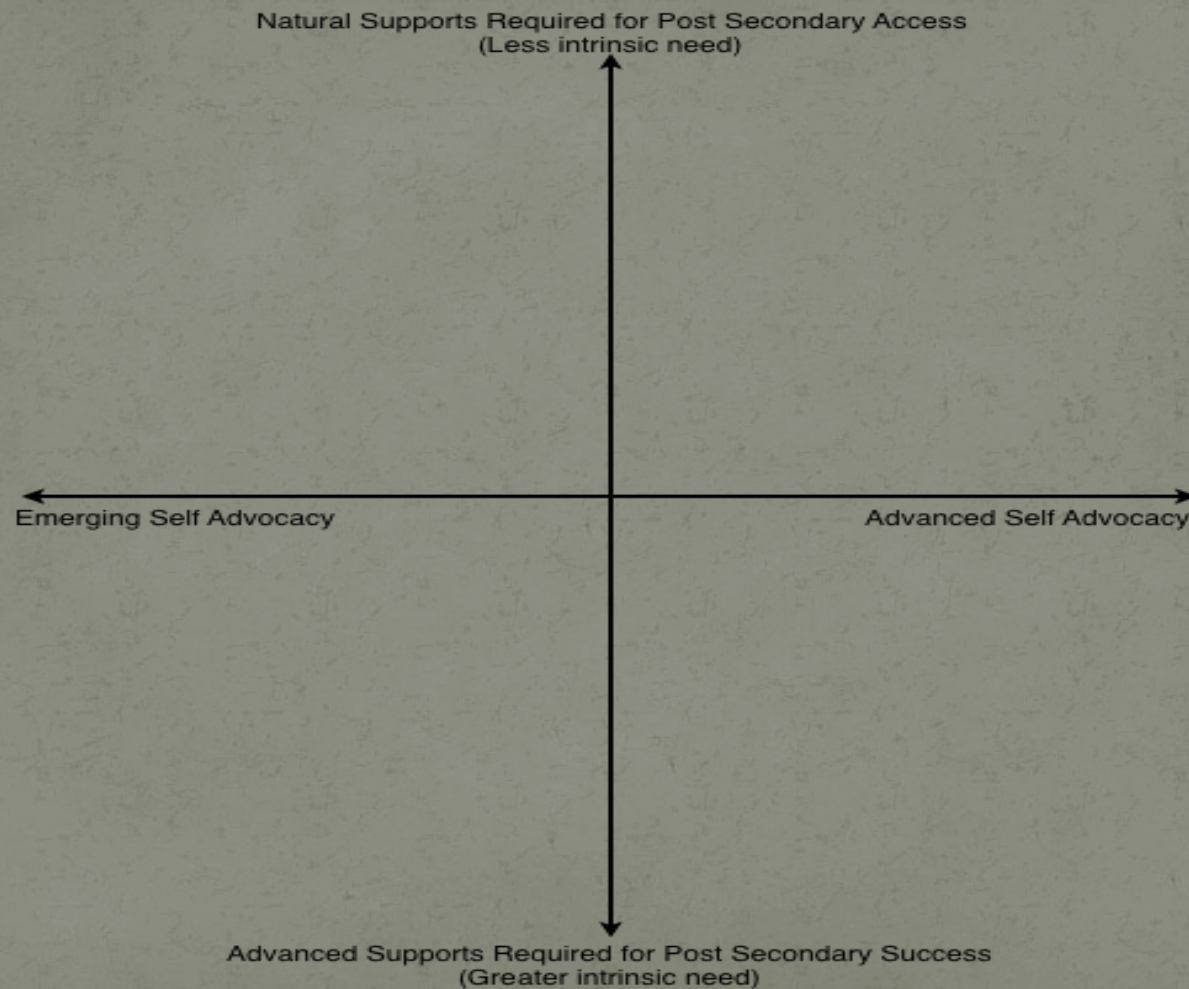 Natural Supports Required for Post Secondary Access
(Less intrinsic need)
Emerging Self Advocacy
Advanced Self Advocacy
Advanced Supports Required for Post Secondary Success
(Greater intrinsic need)